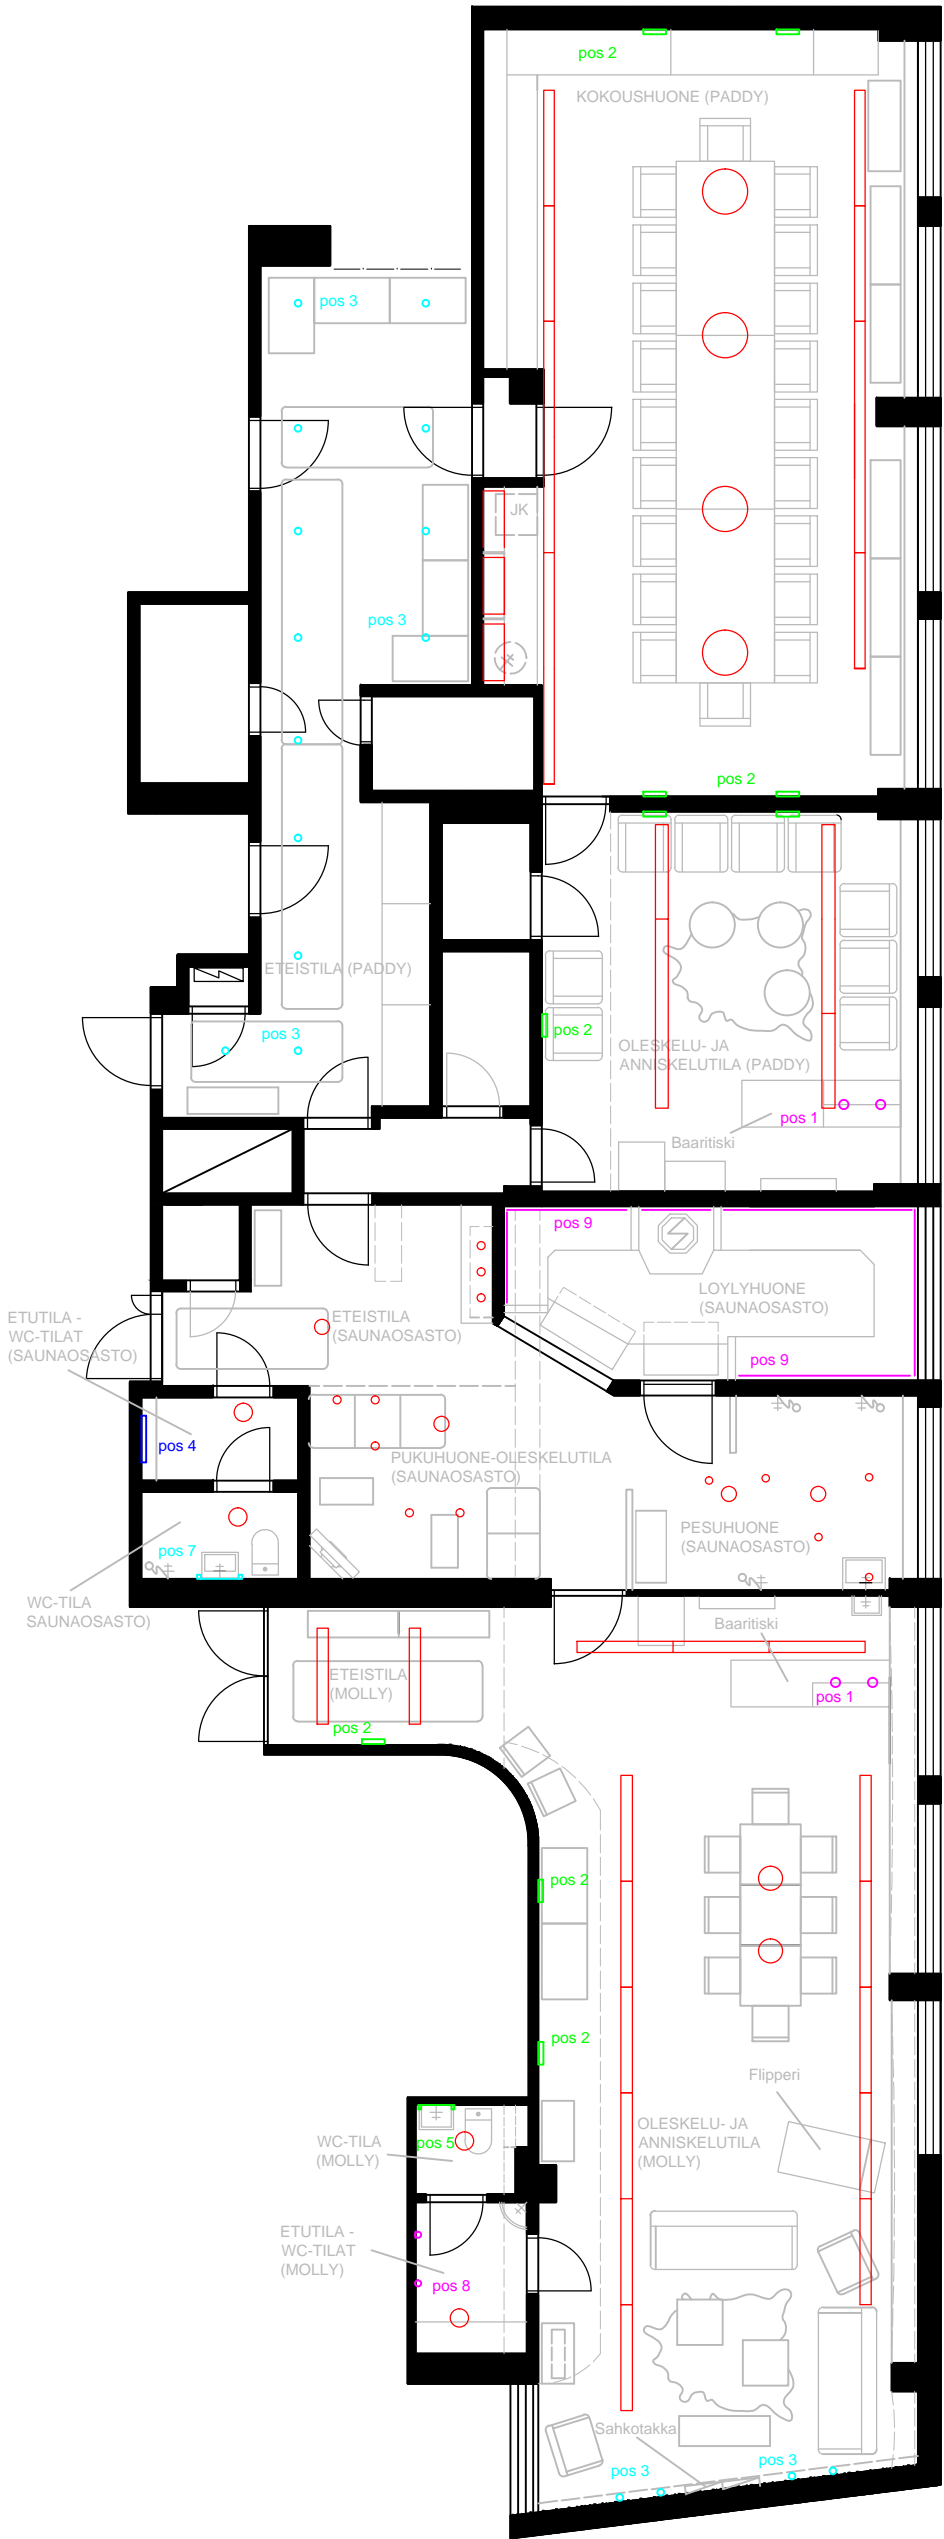 pos 2
KOKOUSHUONE (PADDY)
pos 3
JK
pos 3
pos 2
ETEISTILA (PADDY)
pos 3
pos 2
OLESKELU- JA
ANNISKELUTILA (PADDY)
pos 1
Baaritiski
pos 9
LOYLYHUONE
(SAUNAOSASTO)
pos 9
ETUTILA -
WC-TILAT
(SAUNAOSASTO)
ETEISTILA
(SAUNAOSASTO)
pos 4
PUKUHUONE-OLESKELUTILA
(SAUNAOSASTO)
PESUHUONE
(SAUNAOSASTO)
pos 7
WC-TILA
SAUNAOSASTO)
Baaritiski
ETEISTILA
(MOLLY)
pos 1
pos 2
pos 2
pos 2
Flipperi
OLESKELU- JA
ANNISKELUTILA
(MOLLY)
WC-TILA
(MOLLY)
pos 5
ETUTILA -
WC-TILAT
(MOLLY)
pos 8
Sahkotakka
pos 3
pos 3